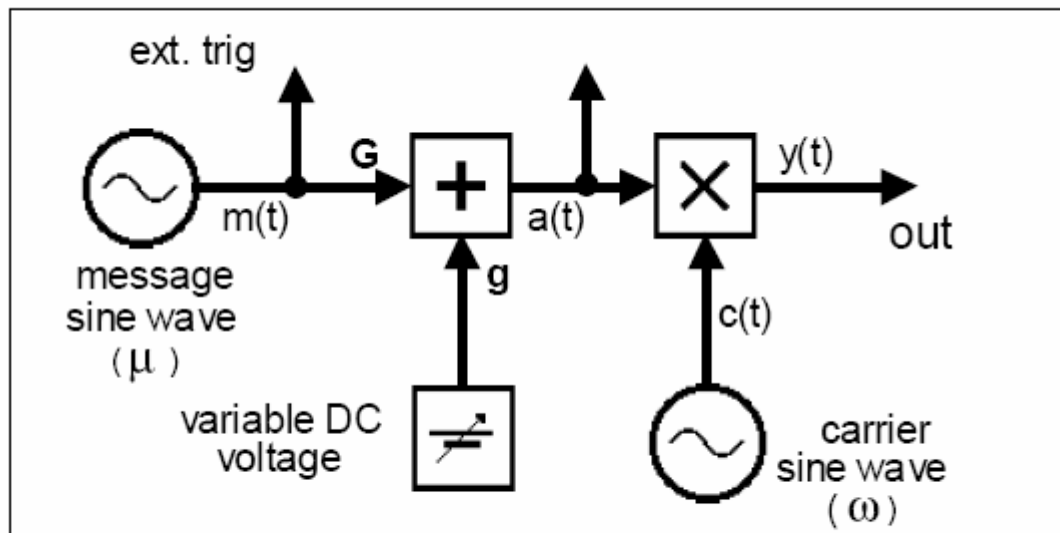 ext. trig
G
m(t)
a(t)
y(t)
out
message
sine wave
( μ )
g
c(t)
variable DC
voltage
carrier
sine wave
( ω )